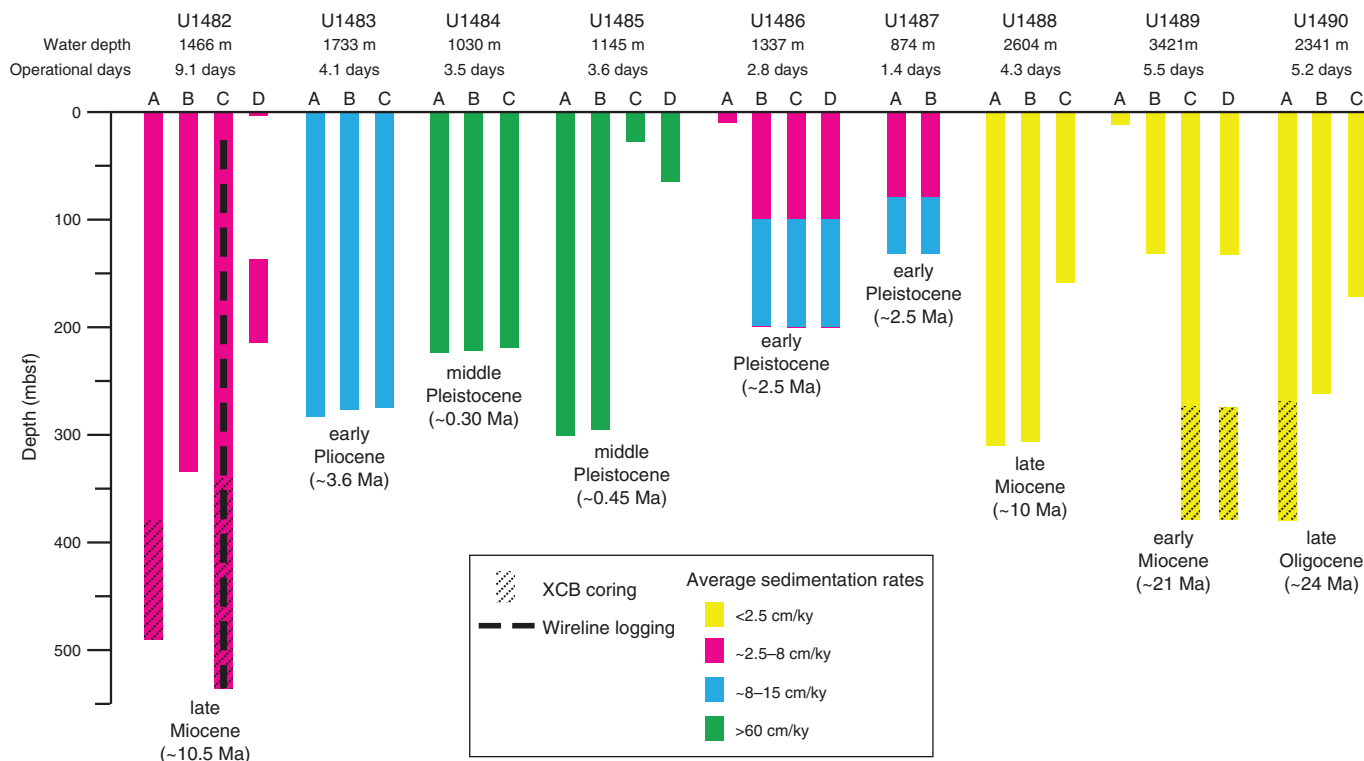 U1482 U1483 U1484 U1485 U1486 U1487 U1488 U1489 U1490
Water depth 1466 m 1733 m 1030 m 1145 m 1337 m 874 m 2604 m 3421m 2341 m
Operational days 9.1 days 4.1 days 3.5 days 3.6 days 2.8 days 1.4 days 4.3 days 5.5 days 5.2 days
A B C D A B C A B C A B C D A B C D A B A B C A B C D A B C
0
100
200
300
400
500
Depth (mbsf)
late
Miocene
(~10.5 Ma)
early
Pliocene
(~3.6 Ma)
middle
Pleistocene
(~0.30 Ma)
middle
Pleistocene
(~0.45 Ma)
early
Pleistocene
(~2.5 Ma)
early
Pleistocene
(~2.5 Ma)
late
Miocene
(~10 Ma)
early
Miocene
(~21 Ma)
late
Oligocene
(~24 Ma)
XCB coring
Wireline logging
Average sedimentation rates
<2.5 cm/ky
~2.5–8 cm/ky
~8–15 cm/ky
>60 cm/ky